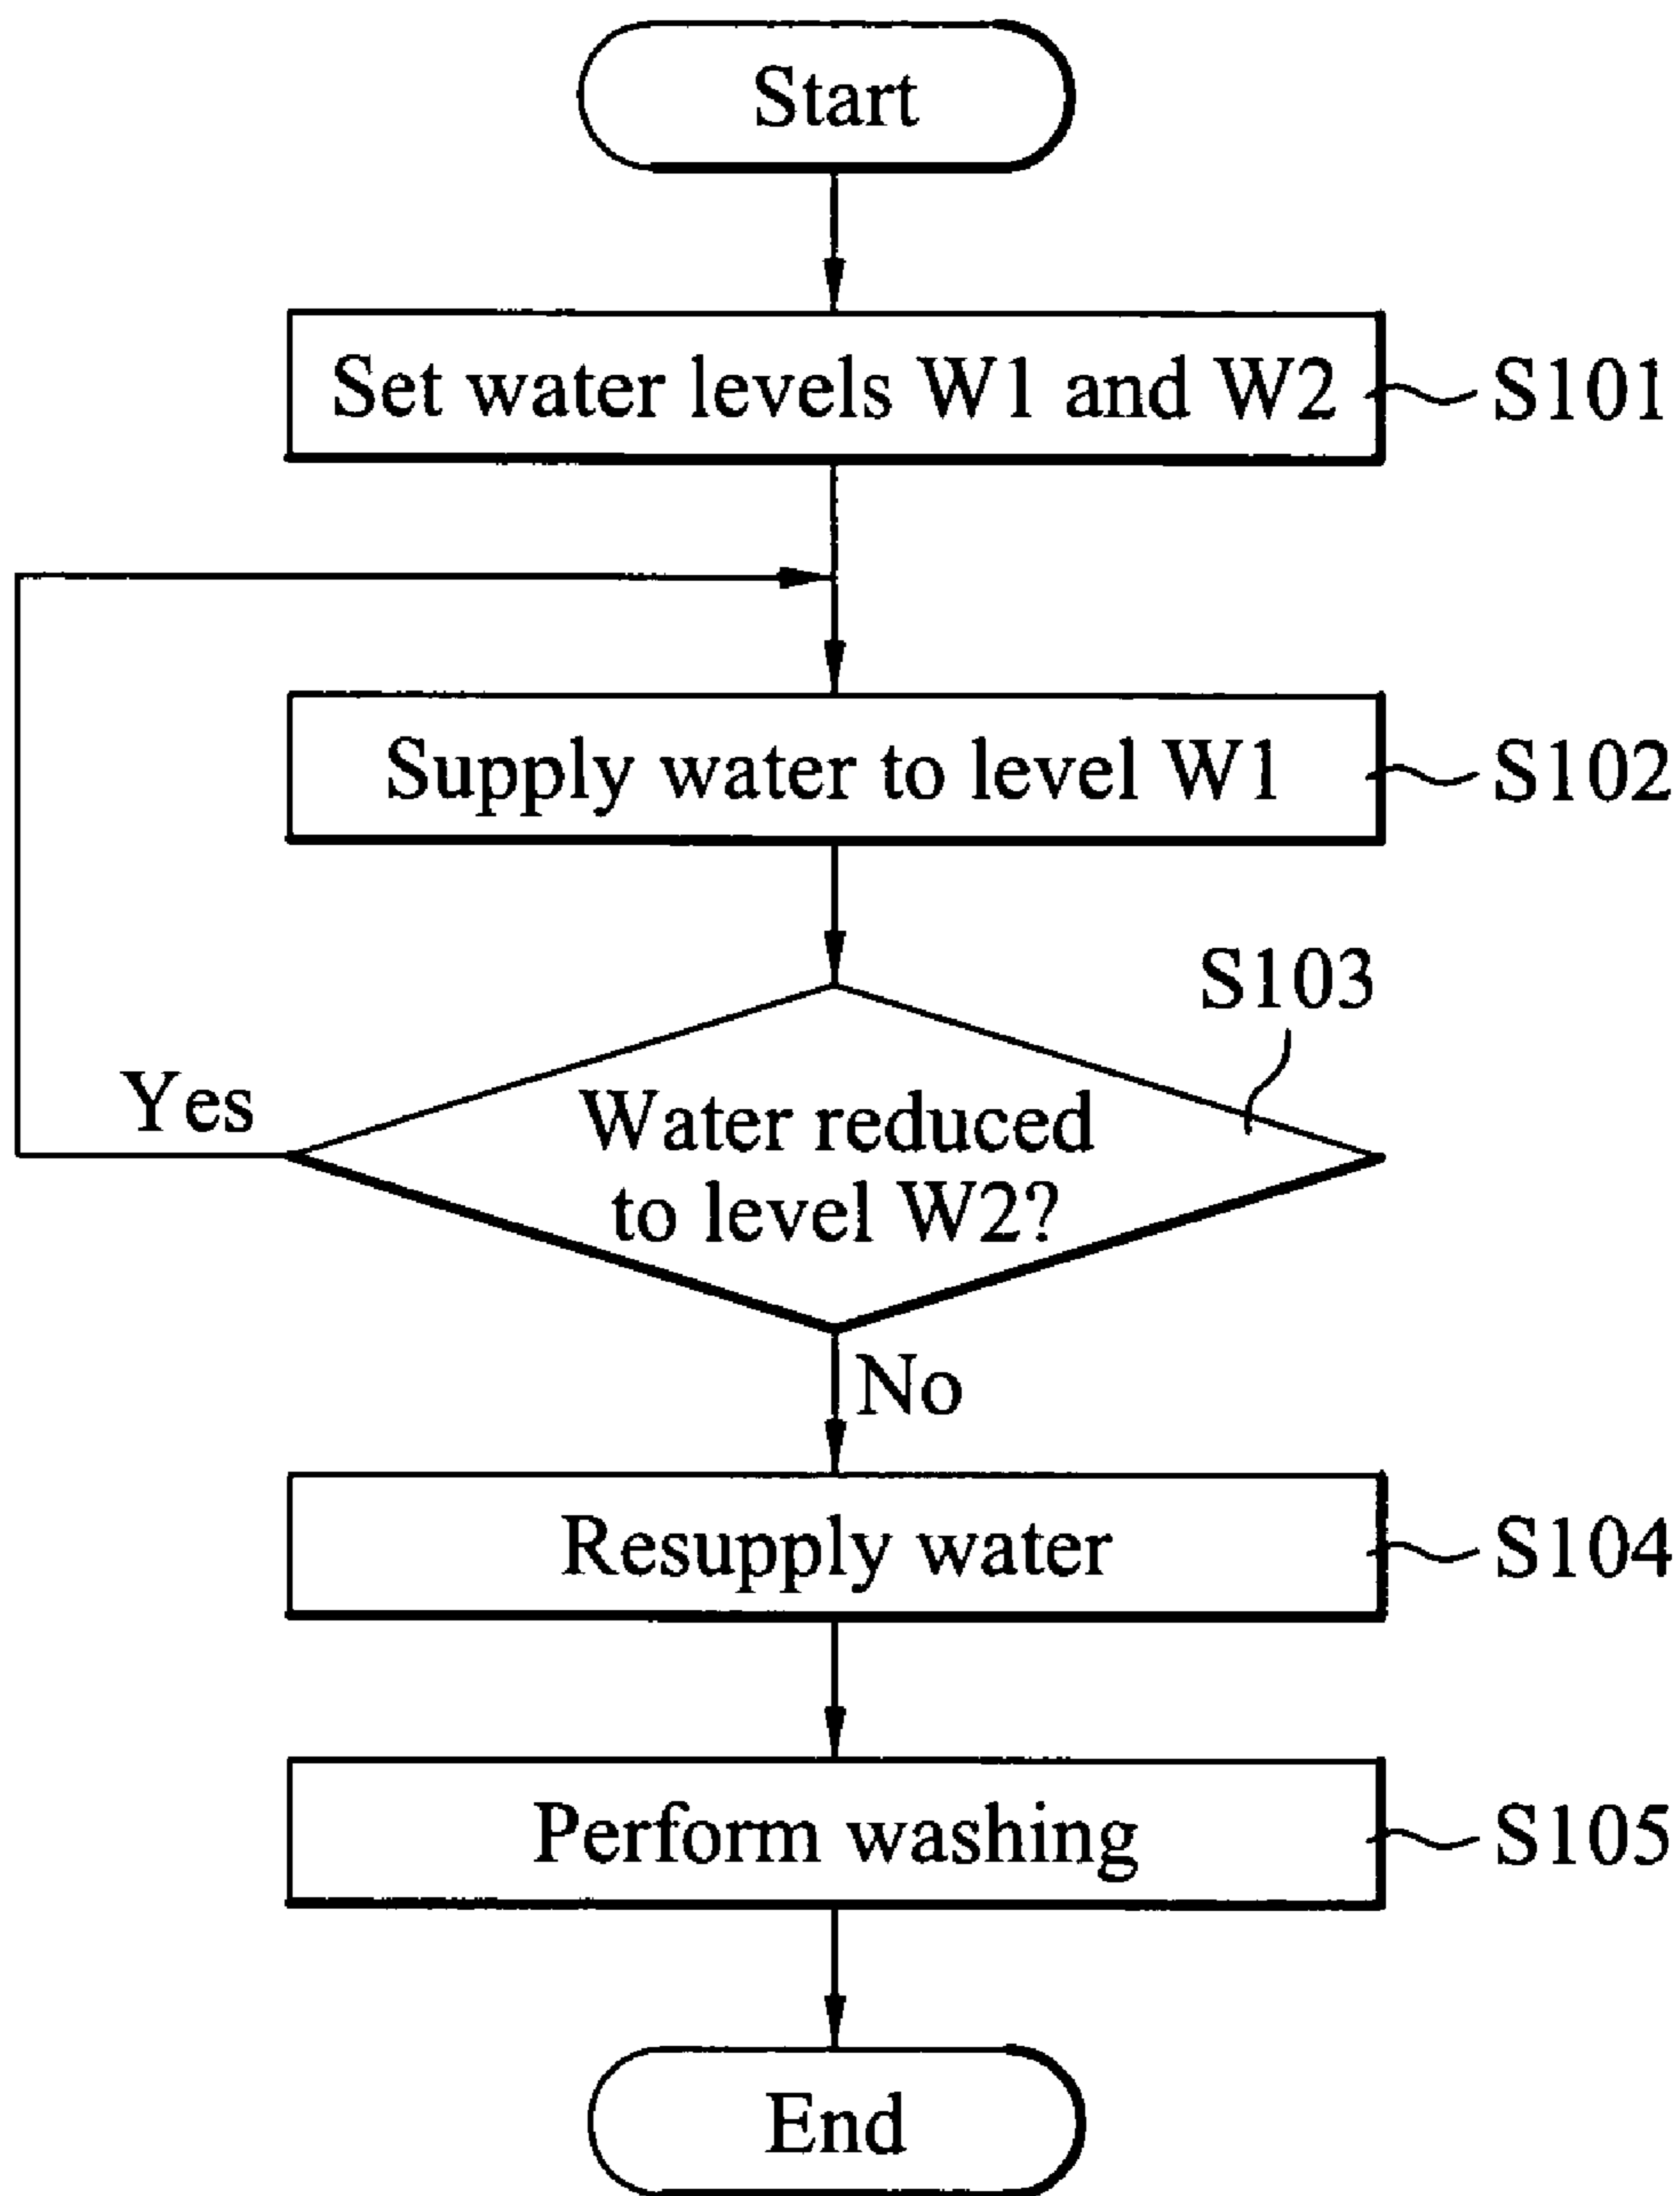 Start
Set water levels W1 and W2
S101
Supply water to level W1
S102
S103
Yes
Water reduced
to level W2?
No
Resupply water
S104
Perform washing
S105
End